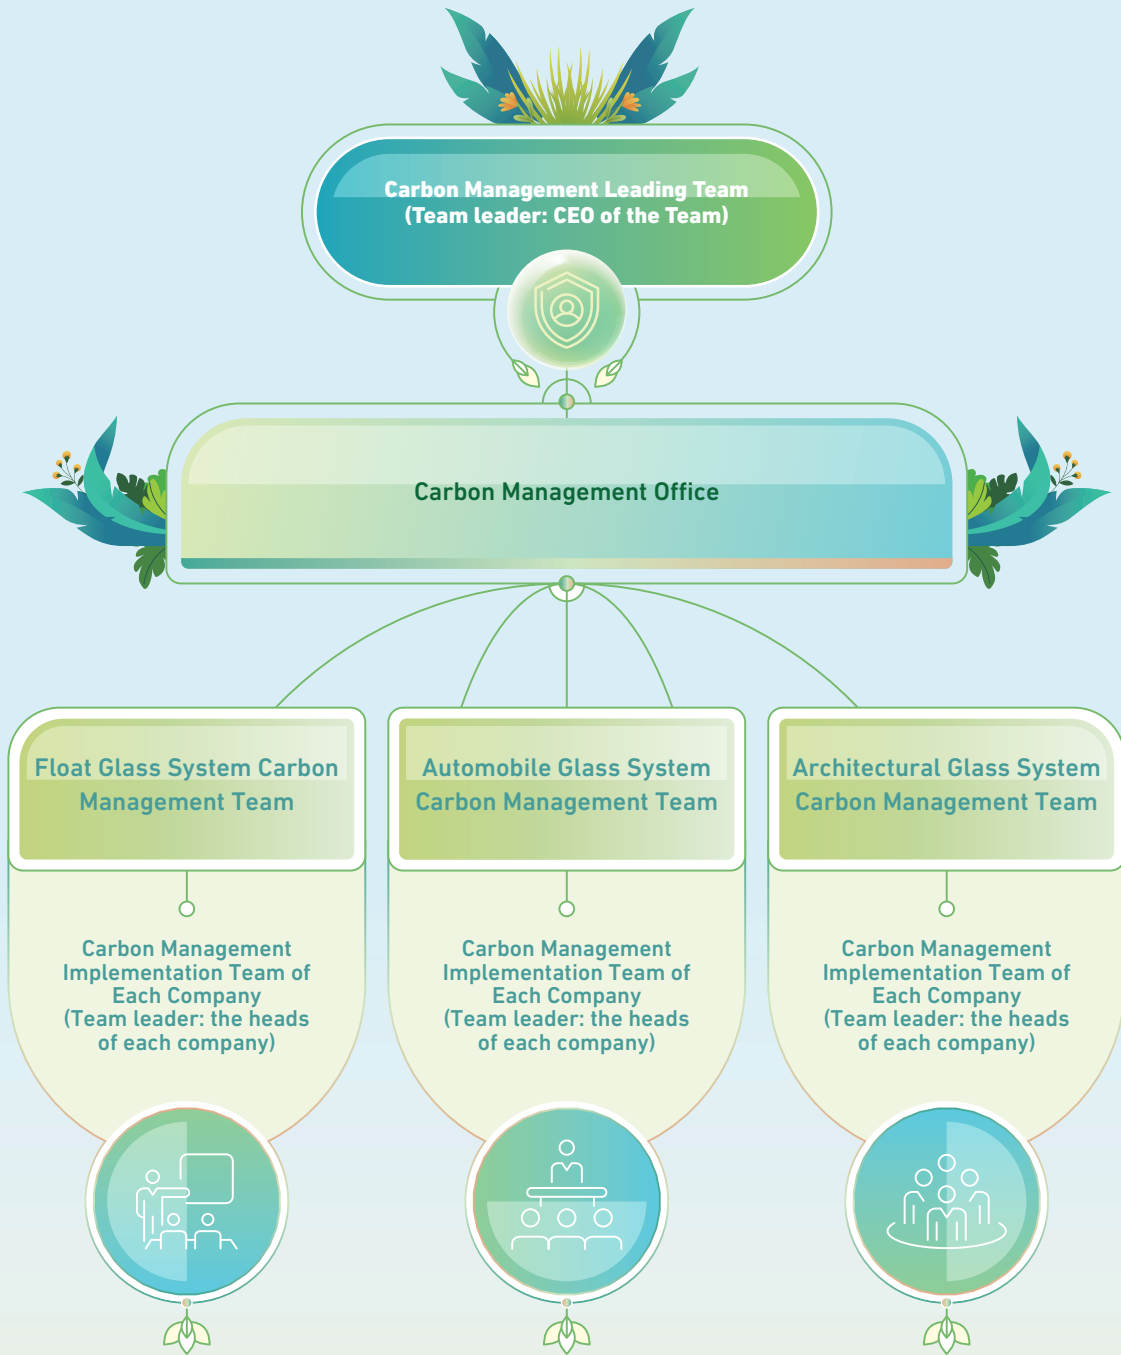 Carbon Management Leading Team
(Team leader: CEO of the Team)
Carbon Management Office
Float Glass System Carbon
Management Team
Automobile Glass System
Carbon Management Team
Architectural Glass System
Carbon Management Team
Carbon Management
Implementation Team of
Each Company
(Team leader: the heads
of each company)
Carbon Management
Implementation Team of
Each Company
(Team leader: the heads
of each company)
Carbon Management
Implementation Team of
Each Company
(Team leader: the heads
of each company)